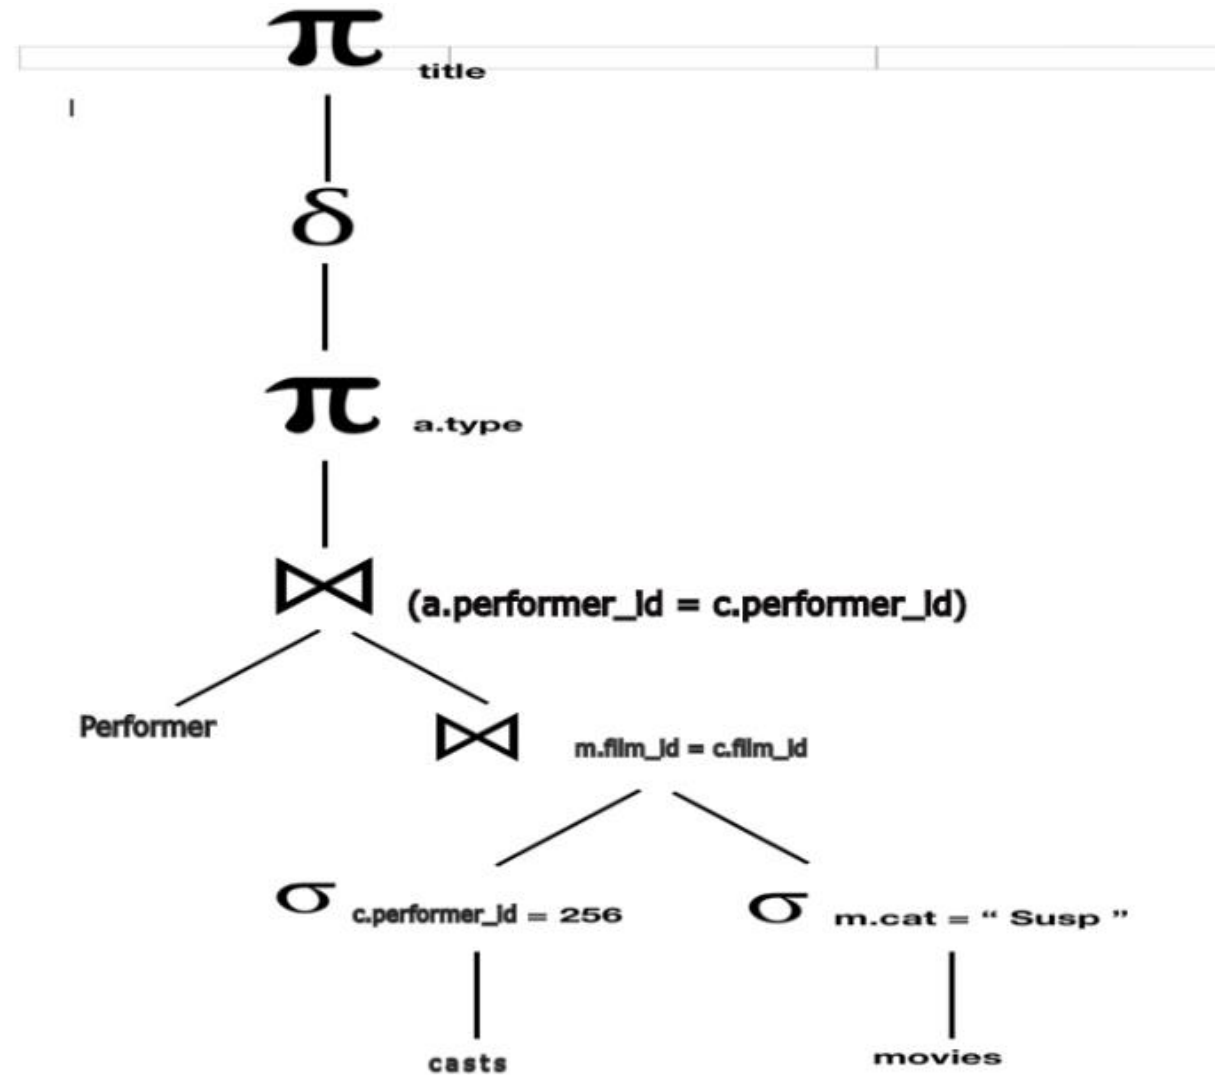 π title
δ
π a.type
⋈ (a.performer_id = c.performer_id)
Performer
⋈ m.film_id = c.film_id
σ c.performer_id = 256
σ m.cat = “ Susp ”
casts
movies